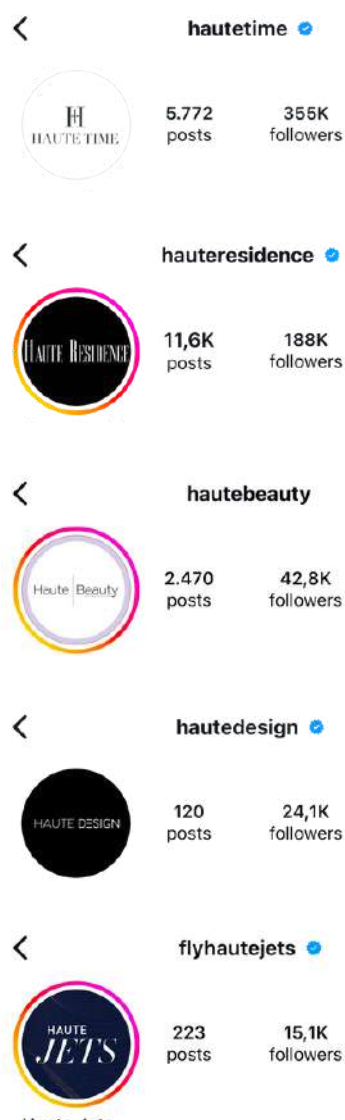 hautetime
5.772 355K
posts followers
HH
HAUTE TIME
hauteresidence
HAUTE RESIDENCE
11,6K 188K
posts followers
hautebeauty
Haute | Beauty
2.470 42,8K
posts followers
hautedesign
HAUTE DESIGN
120 24,1K
posts followers
flyhautejets
HAUTE
JETS
223 15,1K
posts followers